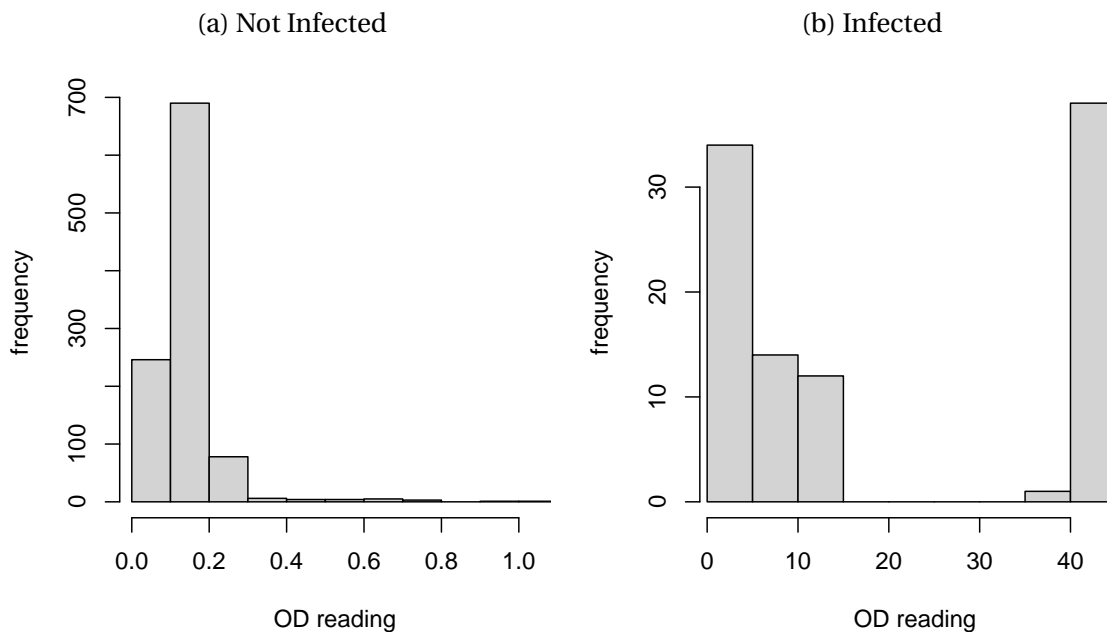 (a) Not Infected
700
500
300
100
0
frequency
0.0 0.2 0.4 0.6 0.8 1.0
OD reading
(b) Infected
30
20
10
0
frequency
0 10 20 30 40
OD reading